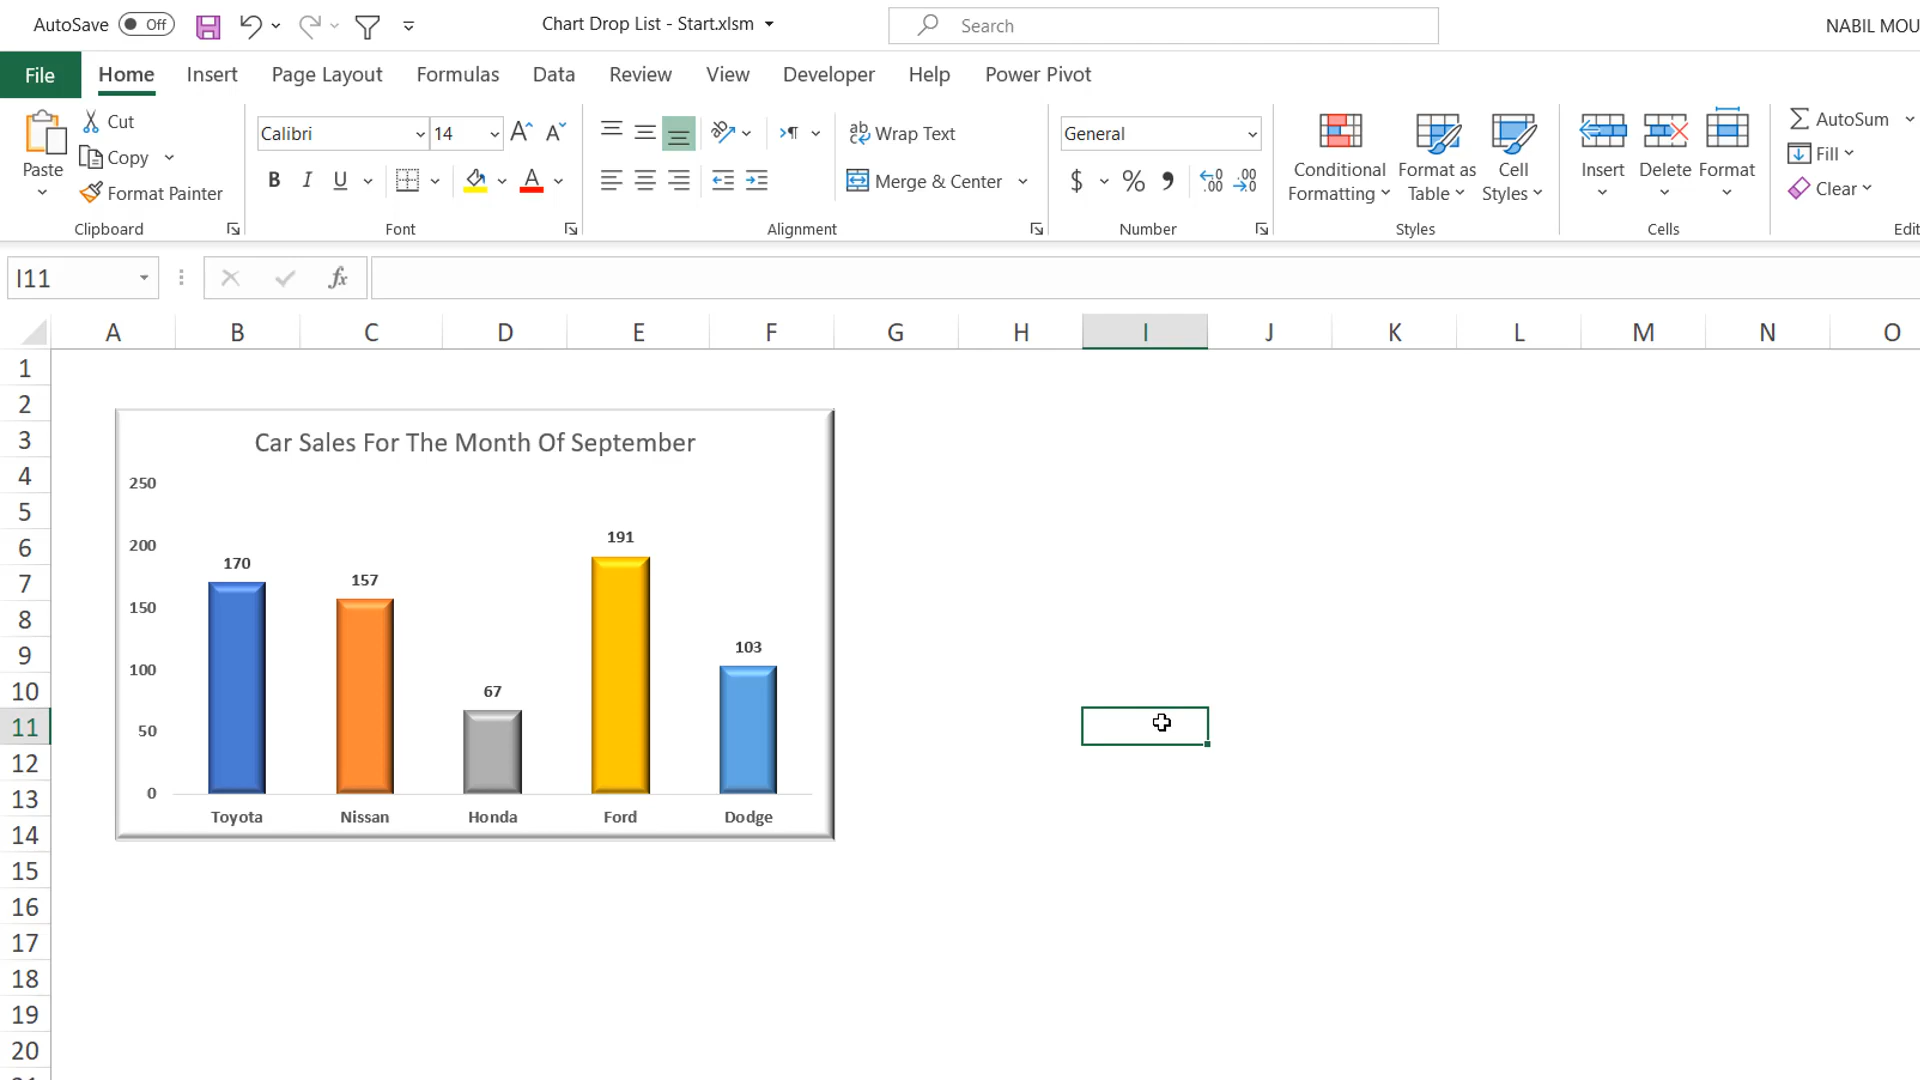 AutoSave Off Chart Drop List - Start.xlsm Search NABIL MOU
File Home Insert Page Layout Formulas Data Review View Developer Help Power Pivot
Paste Cut Copy Format Painter
Clipboard
Calibri 14
B I U A
Font
ab Wrap Text
Merge & Center
Alignment
General
$ % , .00
Number
Conditional Formatting
Format as Table
Cell Styles
Styles
Insert Delete Format
Cells
AutoSum
Fill
Clear
Edit
I11 fx
A B C D E F G H I J K L M N O
1
2
3
4
5
6
7
8
9
10
11
12
13
14
15
16
17
18
19
20
Car Sales For The Month Of September
250
200
150
100
50
0
170 157 67 191 103
Toyota Nissan Honda Ford Dodge